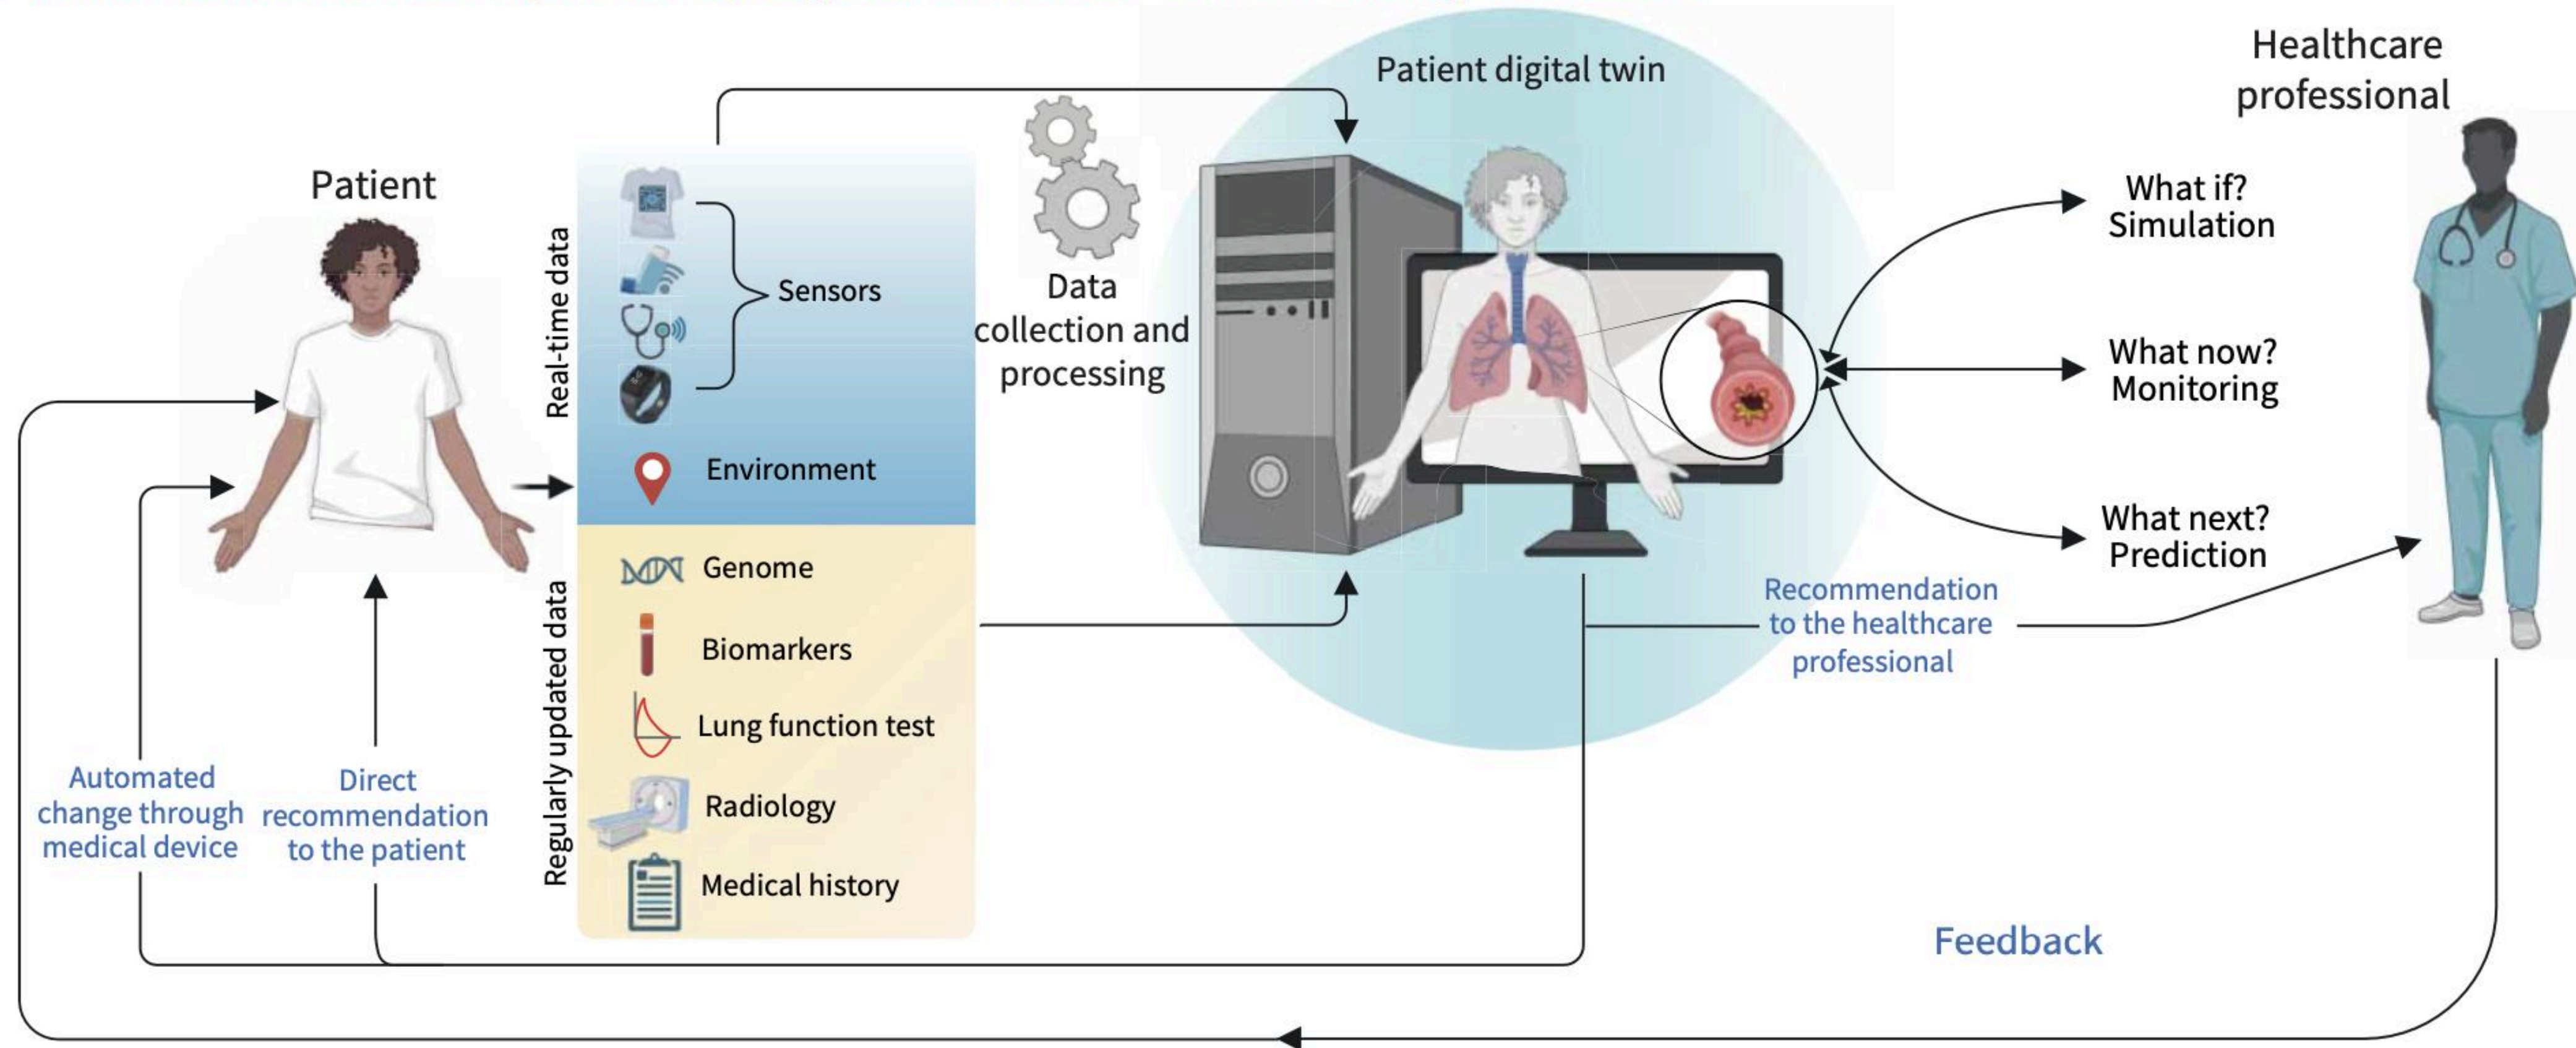 Patient digital twin
Healthcare
professional
Patient
Real-time data
Sensors
Environment
Data
collection and
processing
What if?
Simulation
What now?
Monitoring
What next?
Prediction
Regularly updated data
Genome
Biomarkers
Lung function test
Radiology
Medical history
Recommendation
to the healthcare
professional
Automated
change through
medical device
Direct
recommendation
to the patient
Feedback